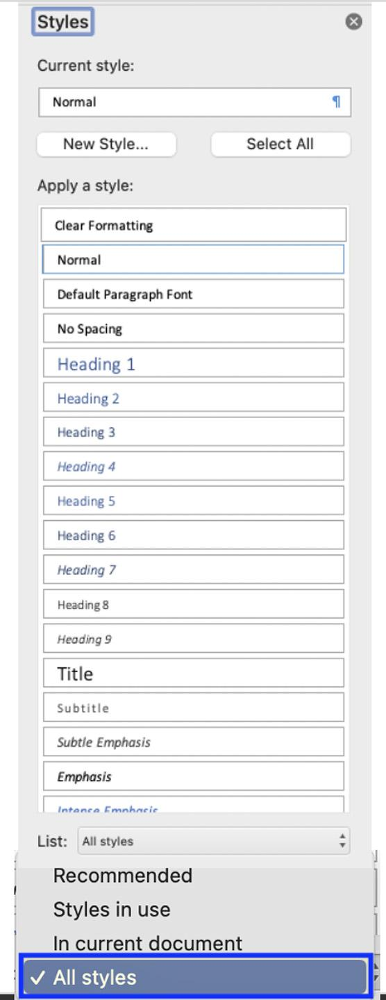 Styles
Current style:
Normal ¶
New Style... Select All
Apply a style:
Clear Formatting
Normal
Default Paragraph Font
No Spacing
Heading 1
Heading 2
Heading 3
Heading 4
Heading 5
Heading 6
Heading 7
Heading 8
Heading 9
Title
Subtitle
Subtle Emphasis
Emphasis
Intense Emphasis
List: All styles
Recommended
Styles in use
In current document
✓ All styles